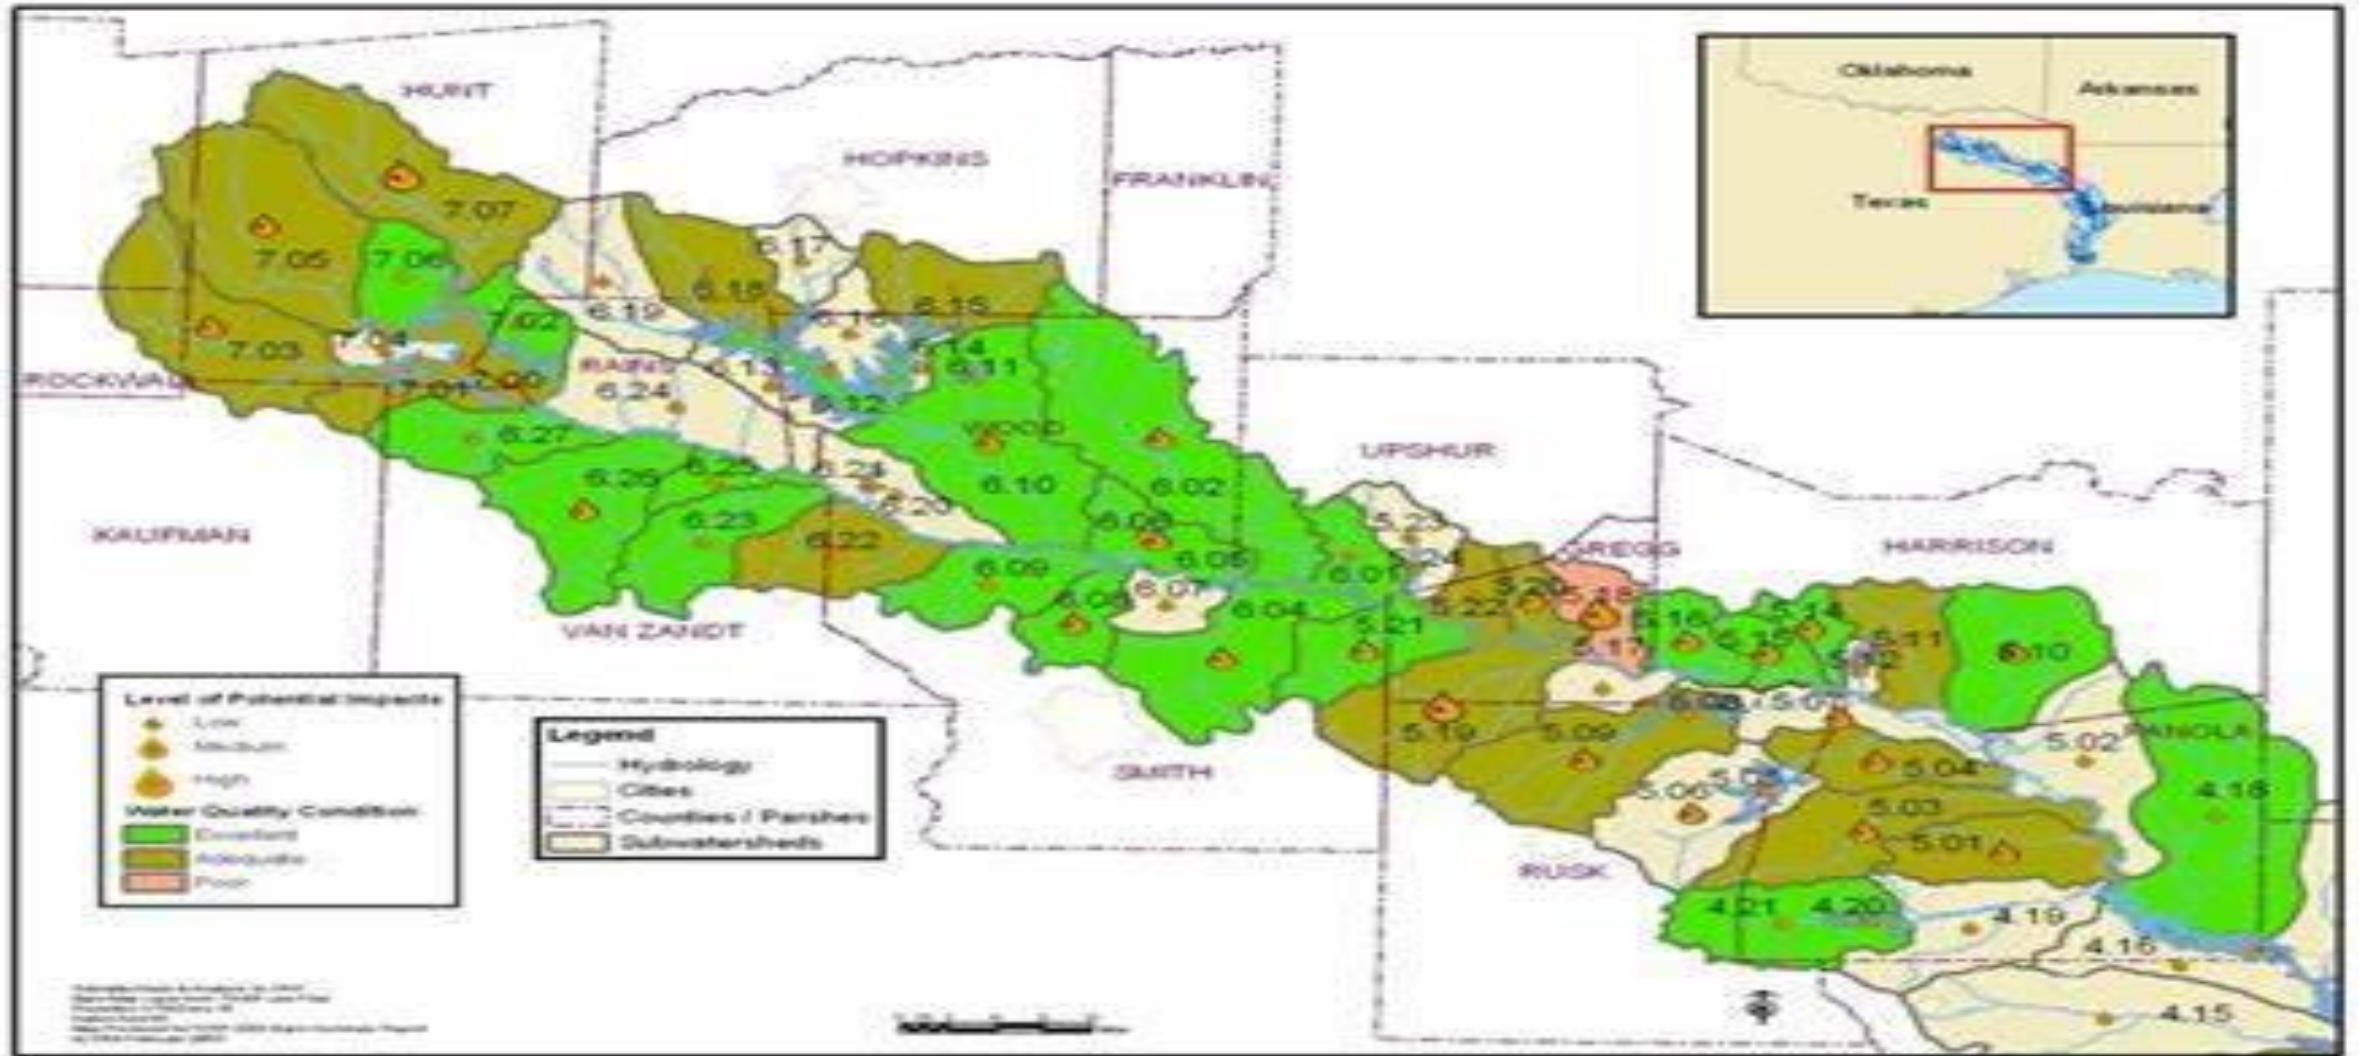 HUNT
HOPKINS
FRANKLIN
Oklahoma
Arkansas
Texas
Louisiana
7.07
7.05
7.06
6.17
6.18
6.15
7.02
6.19
6.16
7.03
7.04
6.14
6.11
ROCKWALL
RAINS
6.13
7.01
6.24
6.12
6.27
WOOD
UPSHUR
6.26
6.25
6.24
6.10
6.02
6.20
6.23
5.23
KAUFMAN
6.22
6.05
GREGG
HARRISON
6.09
6.01
6.07
6.04
5.22
5.18
5.16
5.14
5.21
5.15
5.11
5.10
VAN ZANDT
5.17
5.12
5.19
5.09
5.02
PANOLA
SMITH
5.06
5.04
4.18
5.03
5.01
RUSK
4.21
4.20
4.19
4.16
4.15
Level of Potential Impacts
Low
Medium
High
Water Quality Condition
Excellent
Adequate
Poor
Legend
Hydrology
Cities
Counties / Parshes
Subwatersheds